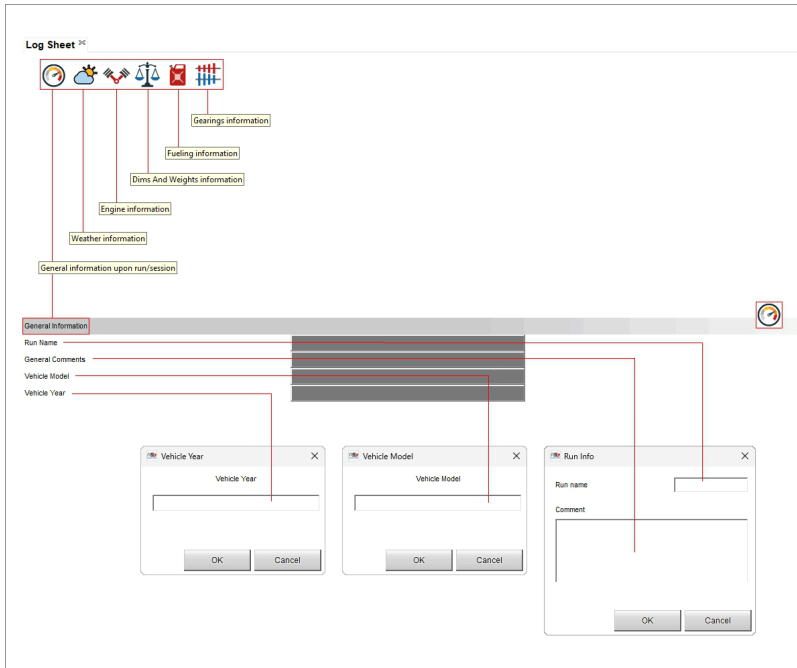 Log Sheet
Gearings information
Fueling information
Dims And Weights information
Engine information
Weather information
General information upon run/session
General Information
Run Name
General Comments
Vehicle Model
Vehicle Year
Vehicle Year
Vehicle Year
OK Cancel
Vehicle Model
Vehicle Model
OK Cancel
Run Info
Run name
Comment
OK Cancel